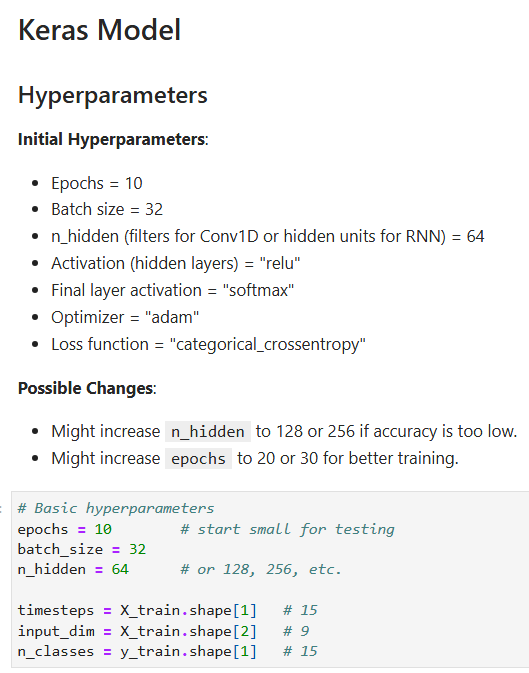 Keras Model
Hyperparameters
Initial Hyperparameters:
• Epochs = 10
• Batch size = 32
• n_hidden (filters for Conv1D or hidden units for RNN) = 64
• Activation (hidden layers) = "relu"
• Final layer activation = "softmax"
• Optimizer = "adam"
• Loss function = "categorical_crossentropy"
Possible Changes:
• Might increase n_hidden to 128 or 256 if accuracy is too low.
• Might increase epochs to 20 or 30 for better training.
# Basic hyperparameters
epochs = 10        # start small for testing
batch_size = 32
n_hidden = 64      # or 128, 256, etc.
timesteps = X_train.shape[1]   # 15
input_dim = X_train.shape[2]   # 9
n_classes = y_train.shape[1]   # 15